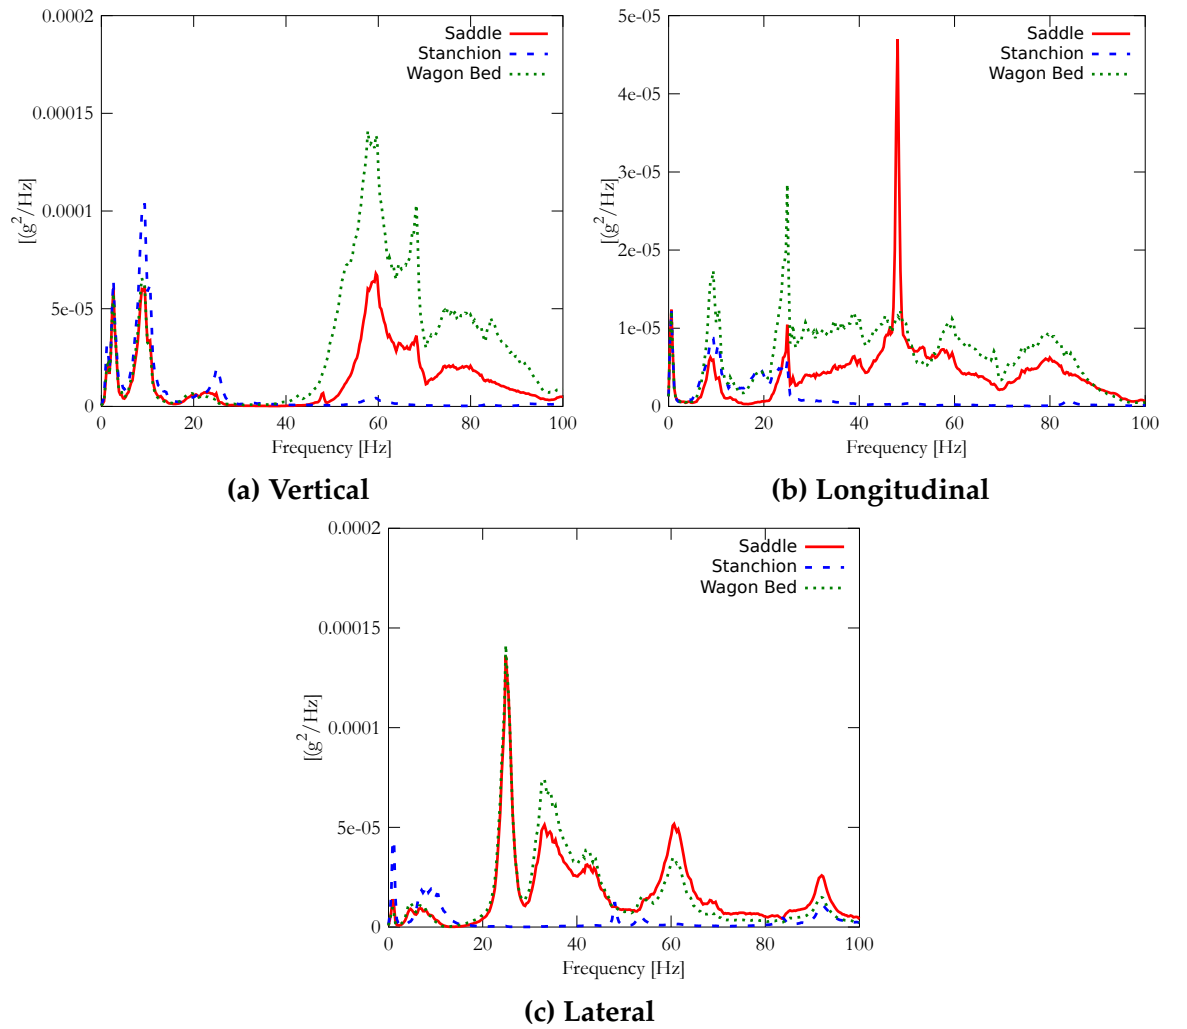 0.0002
0.00015
0.0001
5e-05
0
[(g²/Hz]
Saddle
Stanchion
Wagon Bed
0 20 40 60 80 100
Frequency [Hz]
(a) Vertical
5e-05
4e-05
3e-05
2e-05
1e-05
0
[(g²/Hz]
Saddle
Stanchion
Wagon Bed
0 20 40 60 80 100
Frequency [Hz]
(b) Longitudinal
0.0002
0.00015
0.0001
5e-05
0
[(g²/Hz]
Saddle
Stanchion
Wagon Bed
0 20 40 60 80 100
Frequency [Hz]
(c) Lateral